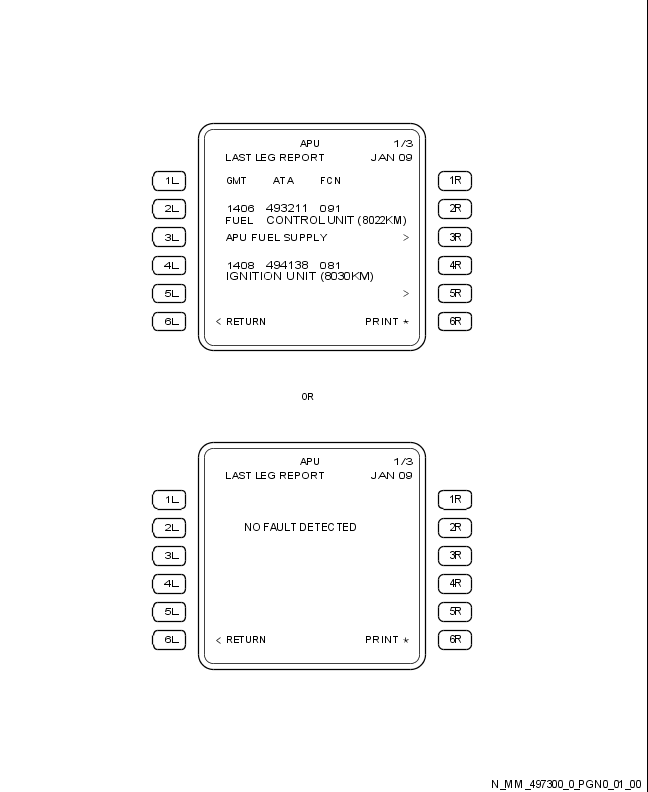 APU 1/3
LAST LEG REPORT JAN 09
1L GMT ATA FCN 1R
2L 1406 493211 091 2R
FUEL CONTROL UNIT (8022KM)
3L APU FUEL SUPPLY > 3R
4L 1408 494138 081 4R
IGNITION UNIT (8030KM)
5L > 5R
6L < RETURN PRINT * 6R
OR
APU 1/3
LAST LEG REPORT JAN 09
1L 1R
2L NO FAULT DETECTED 2R
3L 3R
4L 4R
5L 5R
6L < RETURN PRINT * 6R
N_MM_497300_0_PGN0_01_00